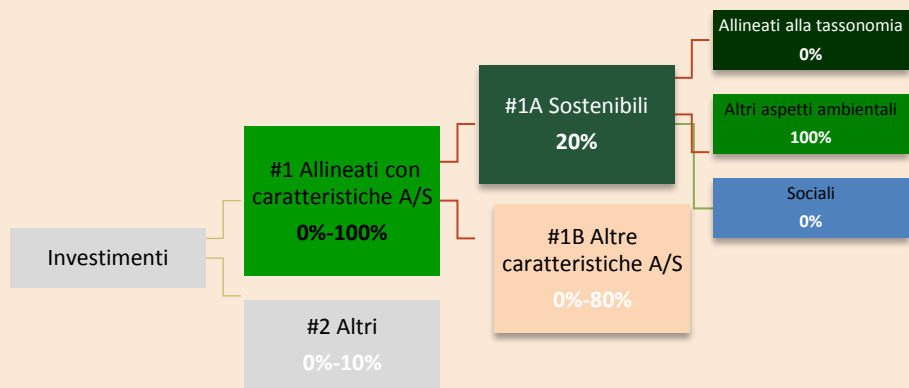 Investimenti
#1 Allineati con
caratteristiche A/S
0%-100%
#2 Altri
0%-10%
#1A Sostenibili
20%
#1B Altre
caratteristiche A/S
0%-80%
Allineati alla tassonomia
0%
Altri aspetti ambientali
100%
Sociali
0%